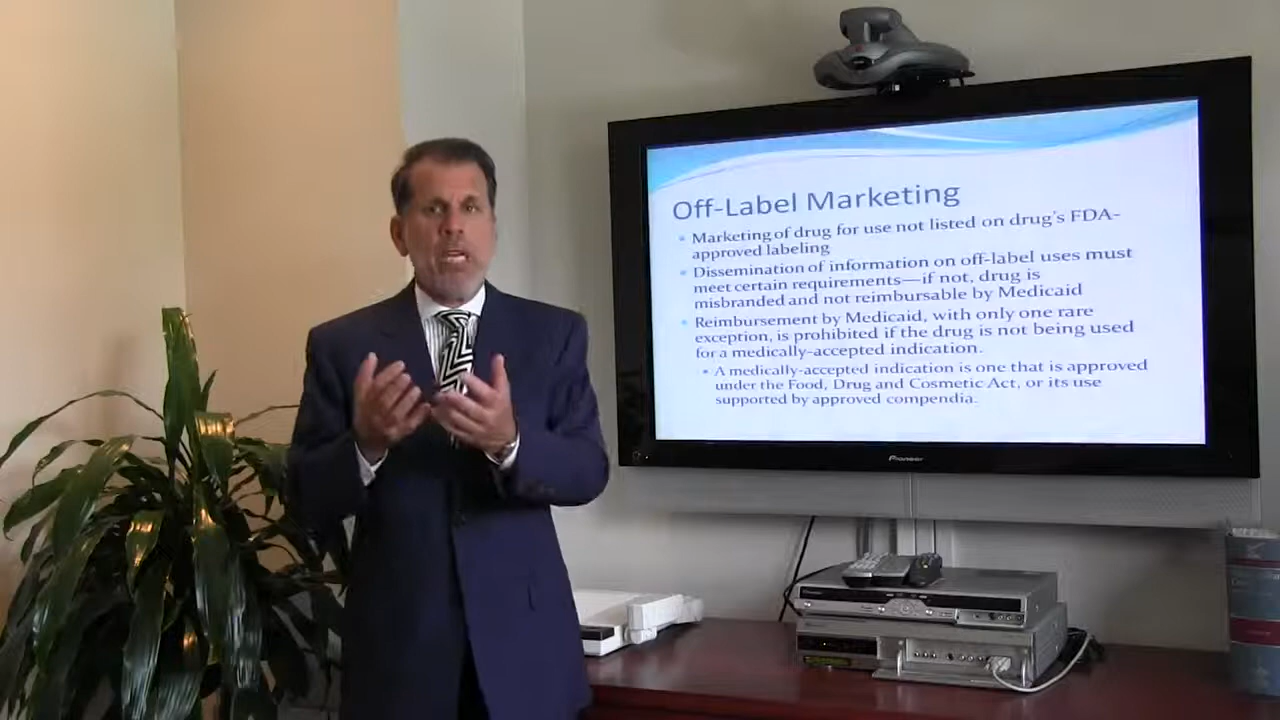 Off-Label Marketing
Marketing of drug for use not listed on drug's FDA-
approved labeling
Dissemination of information on off-label uses must
meet certain requirements—if not, drug is
misbranded and not reimbursable by Medicaid
Reimbursement by Medicaid, with only one rare
exception, is prohibited if the drug is not being used
for a medically-accepted indication.
A medically-accepted indication is one that is approved
under the Food, Drug and Cosmetic Act, or its use
supported by approved compendia.
Pioneer